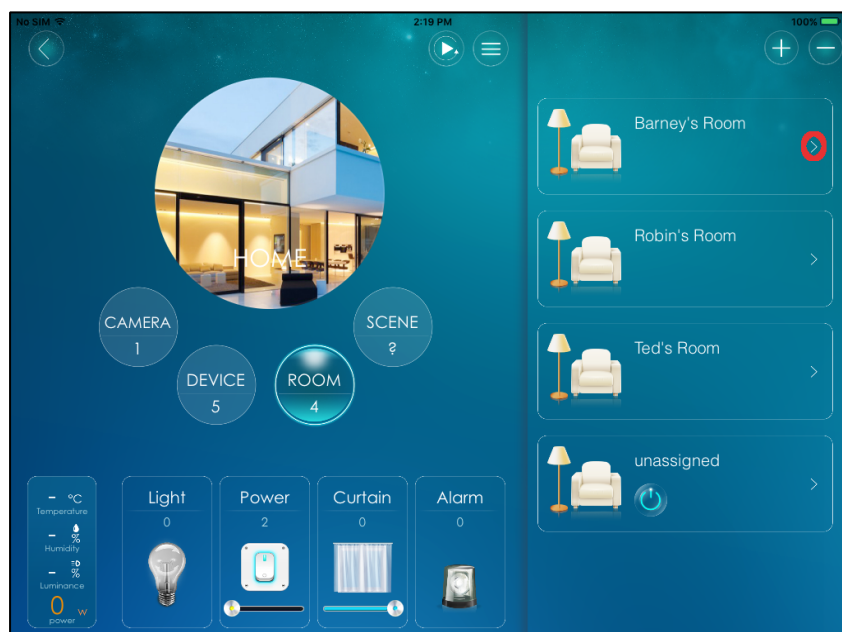 No SIM 2:19 PM 100%
HOME
CAMERA
1
SCENE
?
DEVICE
5
ROOM
4
- °C
Temperature
- %
Humidity
- %
Luminance
0 w
power
Light
0
Power
2
Curtain
0
Alarm
0
Barney's Room
Robin's Room
Ted's Room
unassigned